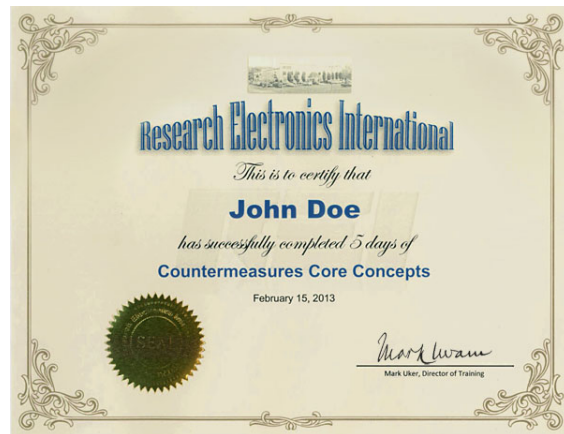 Research Electronics International
This is to certify that
John Doe
has successfully completed 5 days of
Countermeasures Core Concepts
February 15, 2013
SEAL
Mark Uker, Director of Training